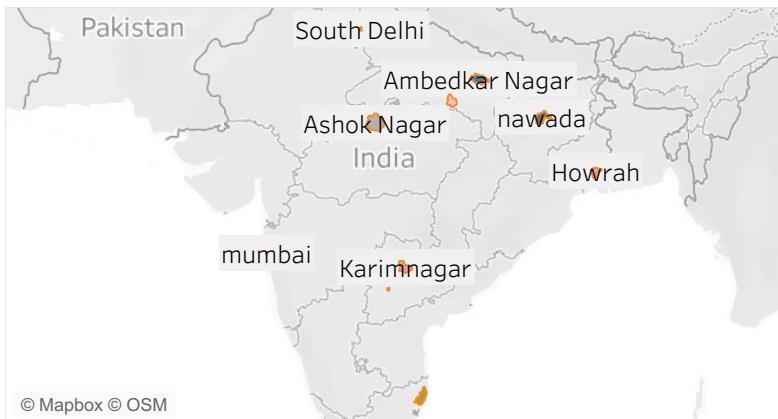 Pakistan
South Delhi
Ambedkar Nagar
Ashok Nagar
nawada
India
Howrah
mumbai
Karimnagar
© Mapbox © OSM